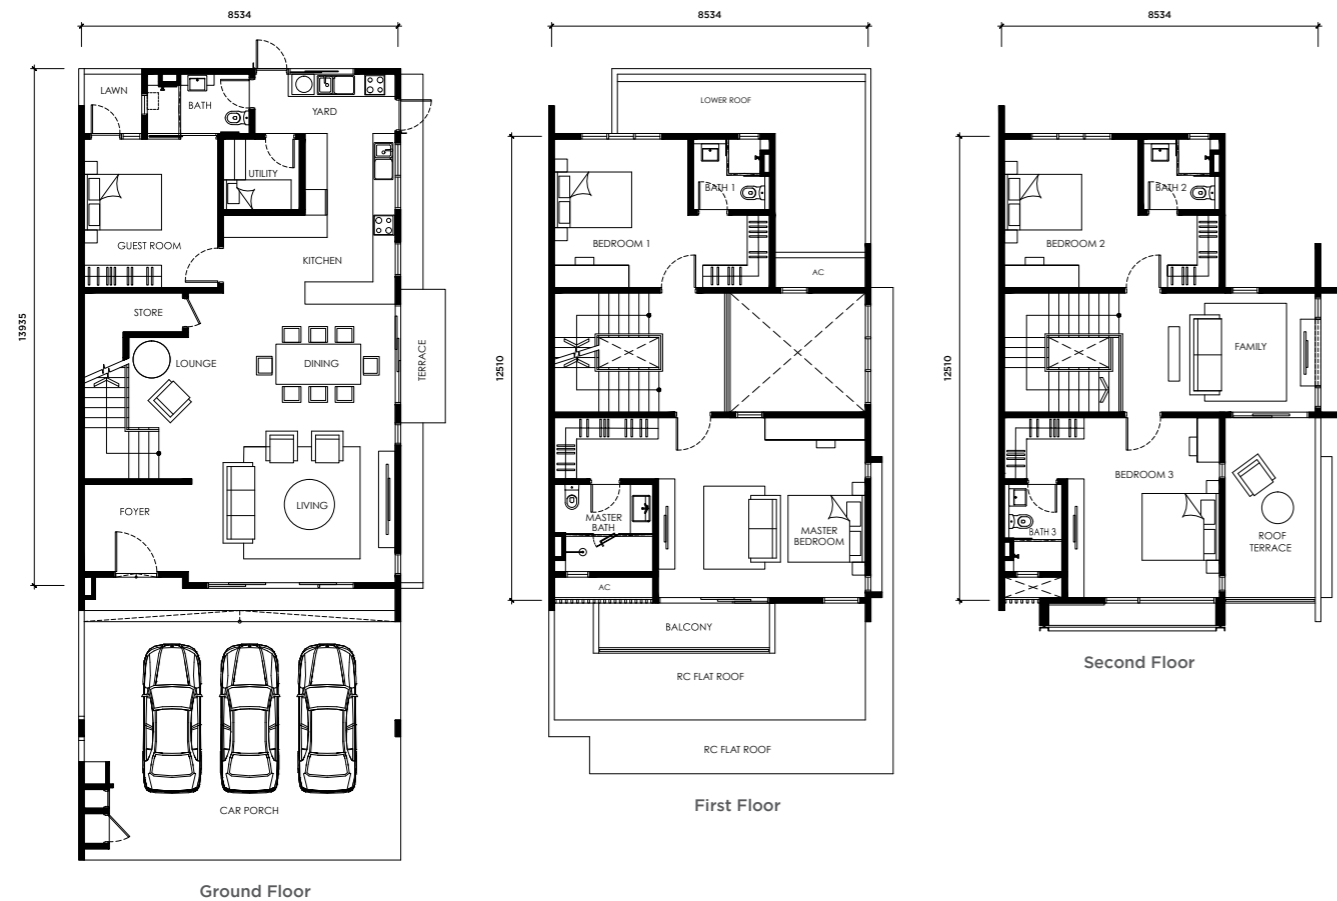 8534
13935
LAWN
BATH
YARD
UTILITY
GUEST ROOM
KITCHEN
STORE
LOUNGE
DINING
TERRACE
FOYER
LIVING
CAR PORCH
Ground Floor
8534
12510
LOWER ROOF
BATH 1
BEDROOM 1
AC
MASTER
BATH
MASTER
BEDROOM
AC
BALCONY
RC FLAT ROOF
RC FLAT ROOF
First Floor
8534
12510
BATH 2
BEDROOM 2
FAMILY
BEDROOM 3
BATH 3
ROOF
TERRACE
Second Floor